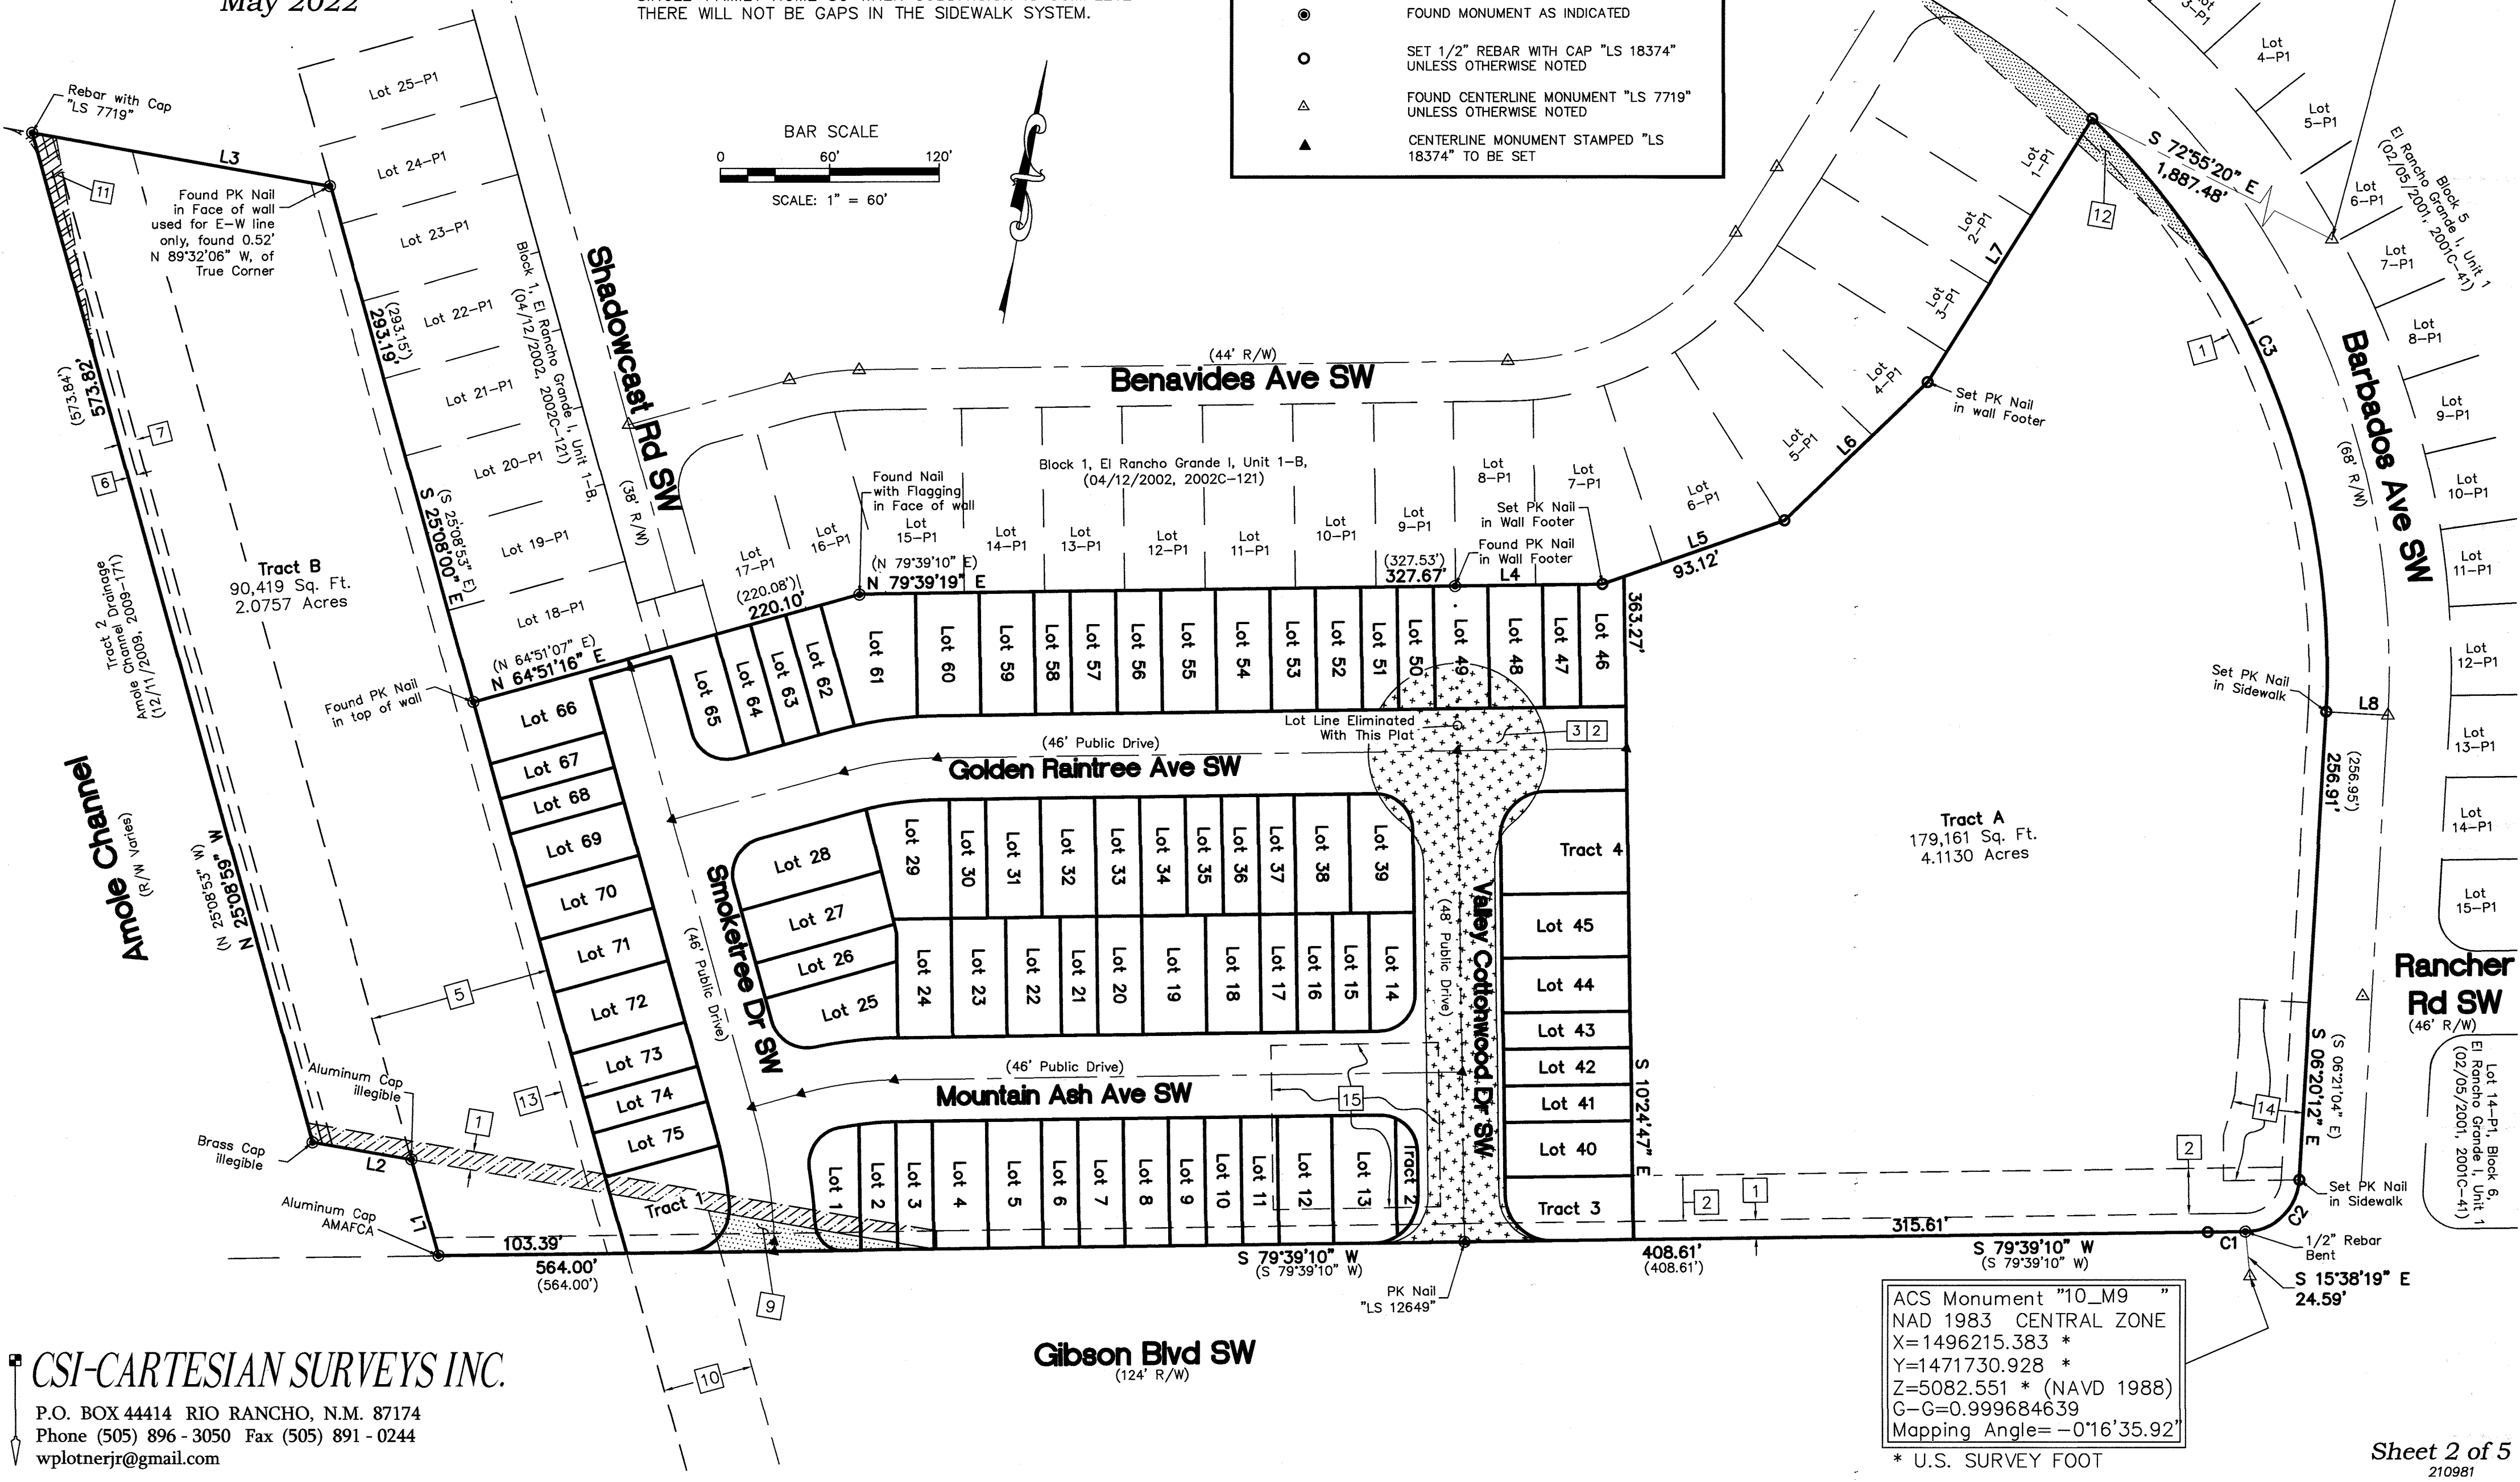 May 2022
THERE WILL NOT BE GAPS IN THE SIDEWALK SYSTEM.
FOUND MONUMENT AS INDICATED
SET 1/2" REBAR WITH CAP "LS 18374"
UNLESS OTHERWISE NOTED
FOUND CENTERLINE MONUMENT "LS 7719"
UNLESS OTHERWISE NOTED
CENTERLINE MONUMENT STAMPED "LS
18374" TO BE SET
BAR SCALE
0 60' 120'
SCALE: 1" = 60'
Rebar with Cap
"LS 7719"
L3
11
Found PK Nail
in Face of wall
used for E-W line
only, found 0.52'
N 89°32'06" W, of
True Corner
Lot 25-P1
Lot 24-P1
Lot 23-P1
Lot 22-P1
Lot 21-P1
Lot 20-P1
Lot 19-P1
Lot 18-P1
Block 1, El Rancho Grande I, Unit 1-B,
(04/12/2002, 2002C-121)
Shadowcast Rd SW
(38' R/W)
(293.15')
293.19'
(S 25°08'53" E)
S 25°08'00" E
573.82'
(573.84')
7
6
Tract B
90,419 Sq. Ft.
2.0757 Acres
Tract 2
Amole Channel Drainage
(12/11/2009, 2009-171)
Amole Channel
(R/W Varies)
N 25°08'59" W
(N 25°08'53" W)
Found PK Nail
in top of wall
(N 64°51'07" E)
N 64°51'16" E
(220.08')
220.10'
Benavides Ave SW
(44' R/W)
Block 1, El Rancho Grande I, Unit 1-B,
(04/12/2002, 2002C-121)
Found Nail
with Flagging
in Face of wall
(N 79°39'10" E)
N 79°39'19" E
(327.53')
327.67'
Set PK Nail
in Wall Footer
Found PK Nail
in Wall Footer
L4
Lot
17-P1
Lot
16-P1
Lot
15-P1
Lot
14-P1
Lot
13-P1
Lot
12-P1
Lot
11-P1
Lot
10-P1
Lot
9-P1
Lot
8-P1
Lot
7-P1
Lot
6-P1
Lot
5-P1
Lot
4-P1
Lot
3-P1
Lot
2-P1
Lot
1-P1
L5
93.12'
L6
L7
Set PK Nail
in wall Footer
12
S 72°55'20" E
1,887.48'
Lot
3-P1
Lot
4-P1
Lot
5-P1
Lot
6-P1
Lot
7-P1
Lot
8-P1
Lot
9-P1
Lot
10-P1
Lot
11-P1
Lot
12-P1
Lot
13-P1
Lot
14-P1
Lot
15-P1
Block 5
El Rancho Grande I, Unit 1
(02/05/2001, 2001C-41)
1
C3
Barbados Ave SW
(68' R/W)
Set PK Nail
in Sidewalk
L8
(256.95')
256.91'
Tract A
179,161 Sq. Ft.
4.1130 Acres
Rancher
Rd SW
(46' R/W)
Lot 14-P1, Block 6,
El Rancho Grande I, Unit 1
(02/05/2001, 2001C-41)
(S 06°21'04" E)
S 06°20'12" E
14
2
Set PK Nail
in Sidewalk
C2
1/2" Rebar
Bent
C1
S 15°38'19" E
24.59'
363.27'
S 10°24'47" E
Lot 46
Lot 47
Lot 48
Lot 49
Lot 50
Lot 51
Lot 52
Lot 53
Lot 54
Lot 55
Lot 56
Lot 57
Lot 58
Lot 59
Lot 60
Lot 61
Lot 62
Lot 63
Lot 64
Lot 65
Lot 66
Lot 67
Lot 68
Lot 69
Lot 70
Lot 71
Lot 72
Lot 73
Lot 74
Lot 75
5
13
Lot Line Eliminated
With This Plat
3 2
(46' Public Drive)
Golden Raintree Ave SW
Smoketree Dr SW
(46' Public Drive)
Lot 28
Lot 27
Lot 26
Lot 25
Lot 29
Lot 30
Lot 31
Lot 32
Lot 33
Lot 34
Lot 35
Lot 36
Lot 37
Lot 38
Lot 39
Lot 24
Lot 23
Lot 22
Lot 21
Lot 20
Lot 19
Lot 18
Lot 17
Lot 16
Lot 15
Lot 14
Valley Cottonwood Dr SW
(48' Public Drive)
Tract 4
Lot 45
Lot 44
Lot 43
Lot 42
Lot 41
Lot 40
Tract 3
(46' Public Drive)
Mountain Ash Ave SW
15
Lot 1
Lot 2
Lot 3
Lot 4
Lot 5
Lot 6
Lot 7
Lot 8
Lot 9
Lot 10
Lot 11
Lot 12
Lot 13
Tract 2
Tract 1
Aluminum Cap
illegible
1
Brass Cap
illegible
L2
Aluminum Cap
AMAFCA
L1
103.39'
564.00'
(564.00')
9
10
S 79°39'10" W
(S 79°39'10" W)
PK Nail
"LS 12649"
2
1
315.61'
408.61'
(408.61')
S 79°39'10" W
(S 79°39'10" W)
Gibson Blvd SW
(124' R/W)
ACS Monument "10_M9 "
NAD 1983 CENTRAL ZONE
X=1496215.383 *
Y=1471730.928 *
Z=5082.551 * (NAVD 1988)
G-G=0.999684639
Mapping Angle= -0°16'35.92"
* U.S. SURVEY FOOT
CSI-CARTESIAN SURVEYS INC.
P.O. BOX 44414 RIO RANCHO, N.M. 87174
Phone (505) 896 - 3050 Fax (505) 891 - 0244
wplotnerjr@gmail.com
Sheet 2 of 5
210981